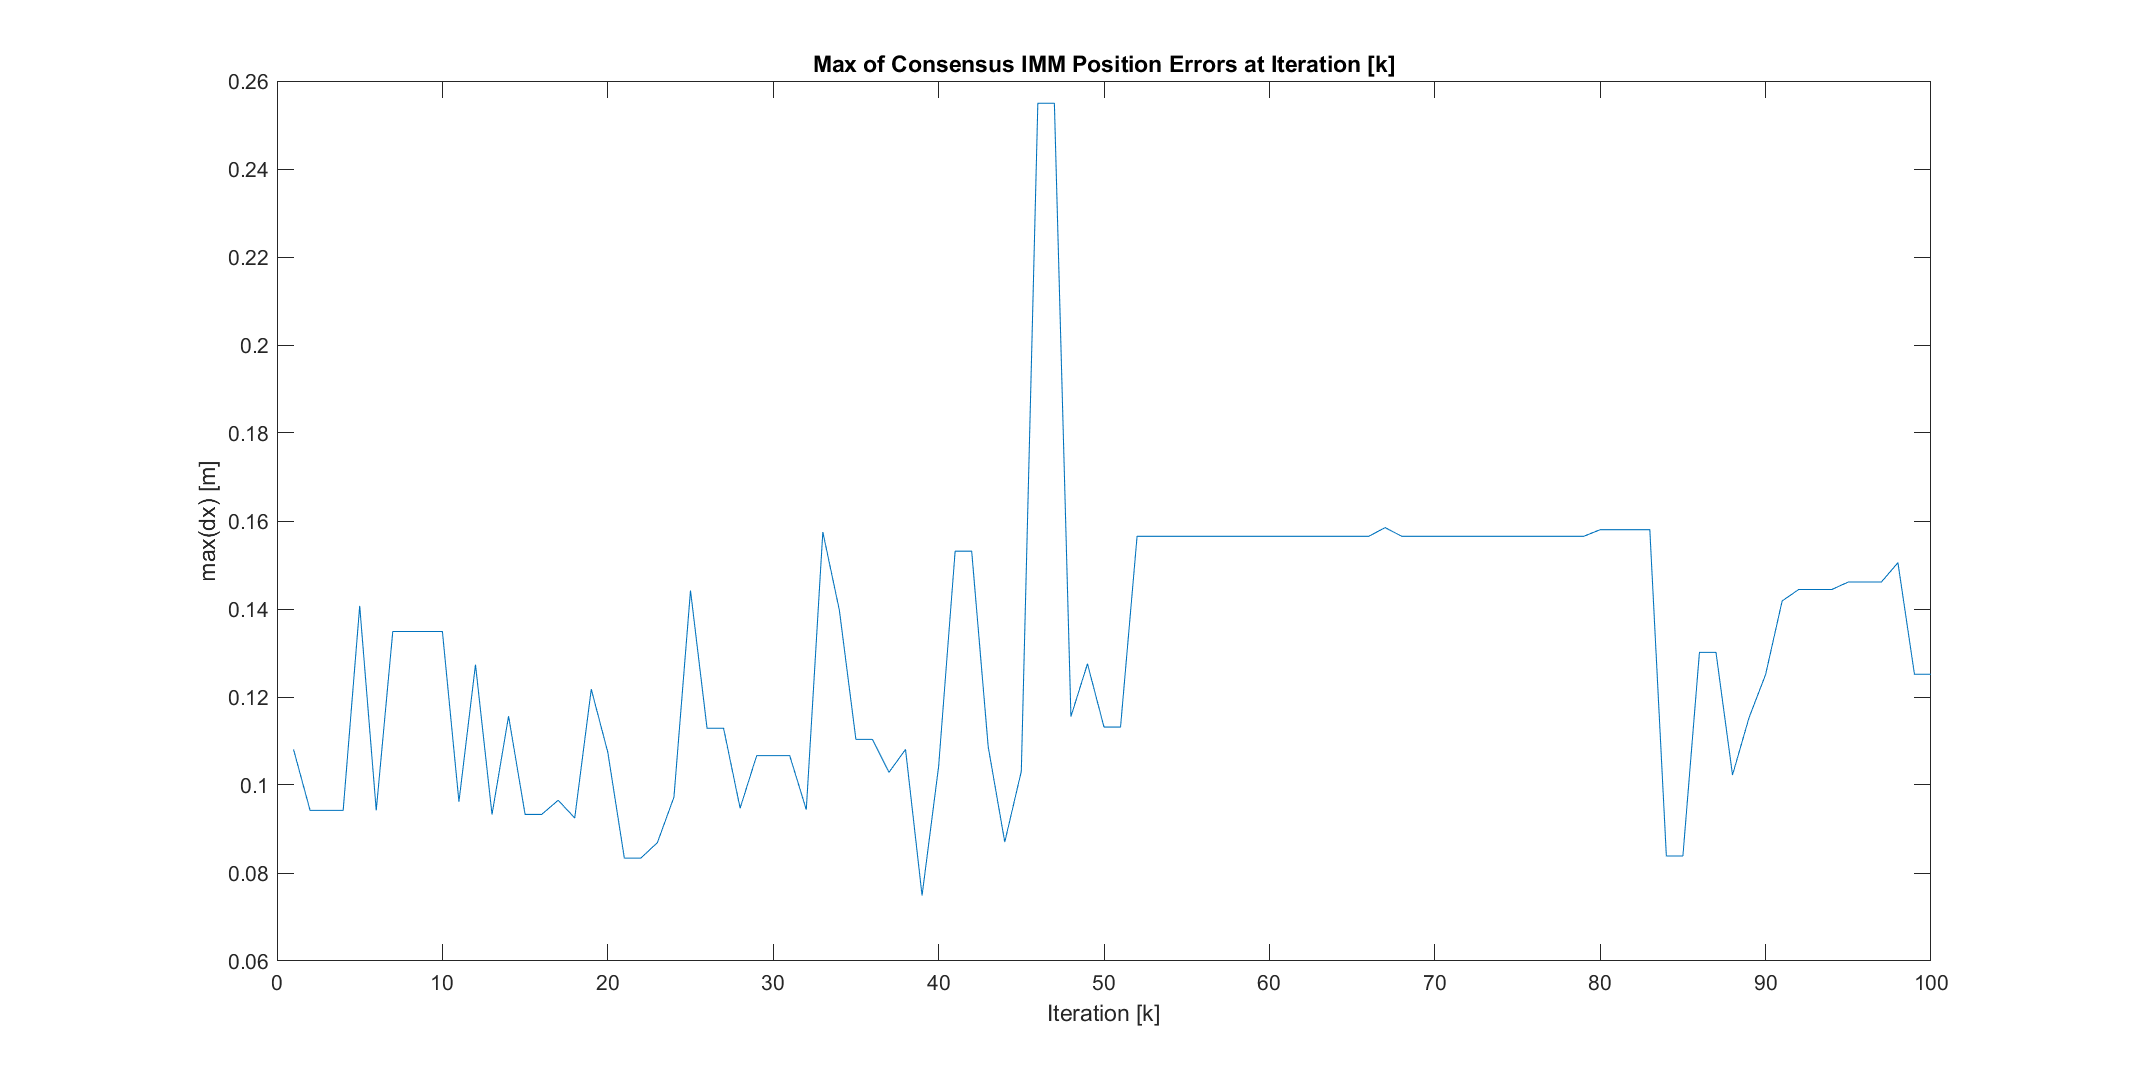 Max of Consensus IMM Position Errors at Iteration [k]
0.26
0.24
0.22
0.2
0.18
0.16
0.14
0.12
0.1
0.08
0.06
max(dx) [m]
0 10 20 30 40 50 60 70 80 90 100
Iteration [k]